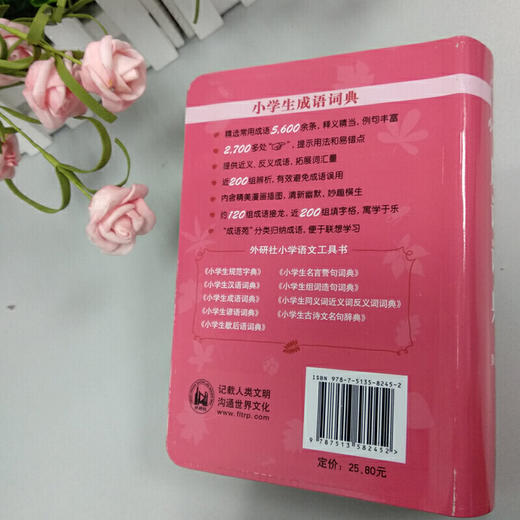 小学生成语词典
精选常用成语5,600余条，释义精当，例句丰富
2,700多处“☞”，提示用法和易错点
提供近义、反义成语，拓展词汇量
近200组辨析，有效避免成语误用
内含精美漫画插图，清新幽默，妙趣横生
约120组成语接龙，近200组填字格，寓学于乐
“成语苑”分类归纳成语，便于联想学习
外研社小学语文工具书
《小学生规范字典》 《小学生名言警句词典》
《小学生汉语词典》 《小学生组词造句词典》
《小学生成语词典》 《小学生同义词近义词反义词词典》
《小学生谚语词典》 《小学生古诗文名句辞典》
《小学生歇后语词典》
记载人类文明
沟通世界文化
www.fltrp.com
外研社
ISBN 978-7-5135-8245-2
9 787513 582452 >
定价：25.80元